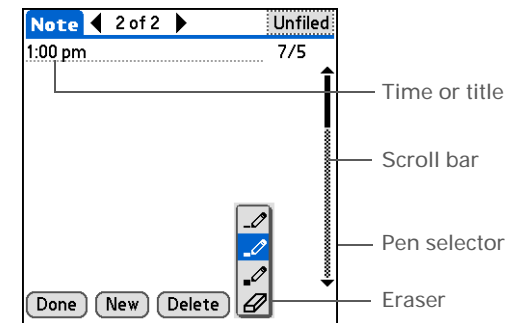 Note 2 of 2 Unfiled
1:00 pm 7/5
Time or title
Scroll bar
Pen selector
Eraser
Done New Delete